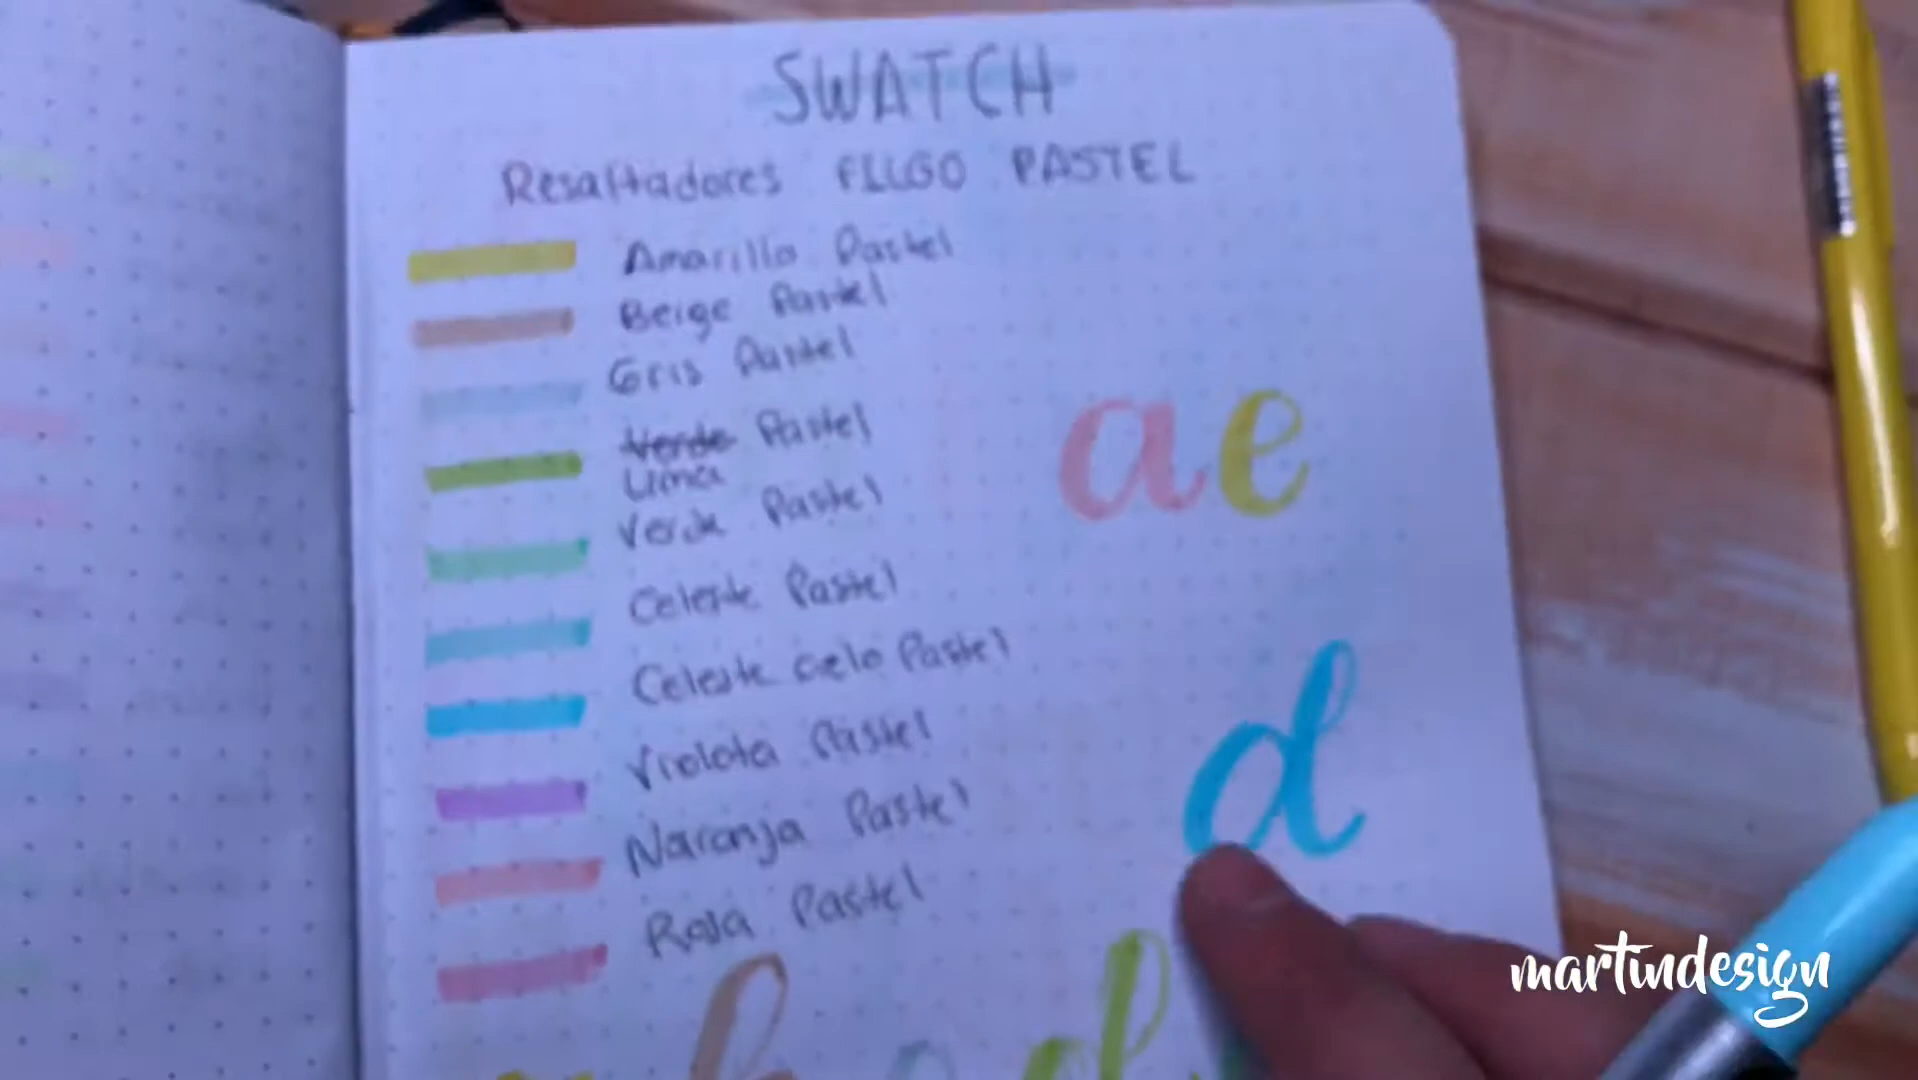 SWATCH
Resaltadores FILGO PASTEL
Amarillo Pastel
Beige Pastel
Gris Pastel
Verde Pastel
Lima
Verde Pastel
Celeste Pastel
Celeste cielo Pastel
Violeta Pastel
Naranja Pastel
Rosa Pastel
ae
d
martindesign